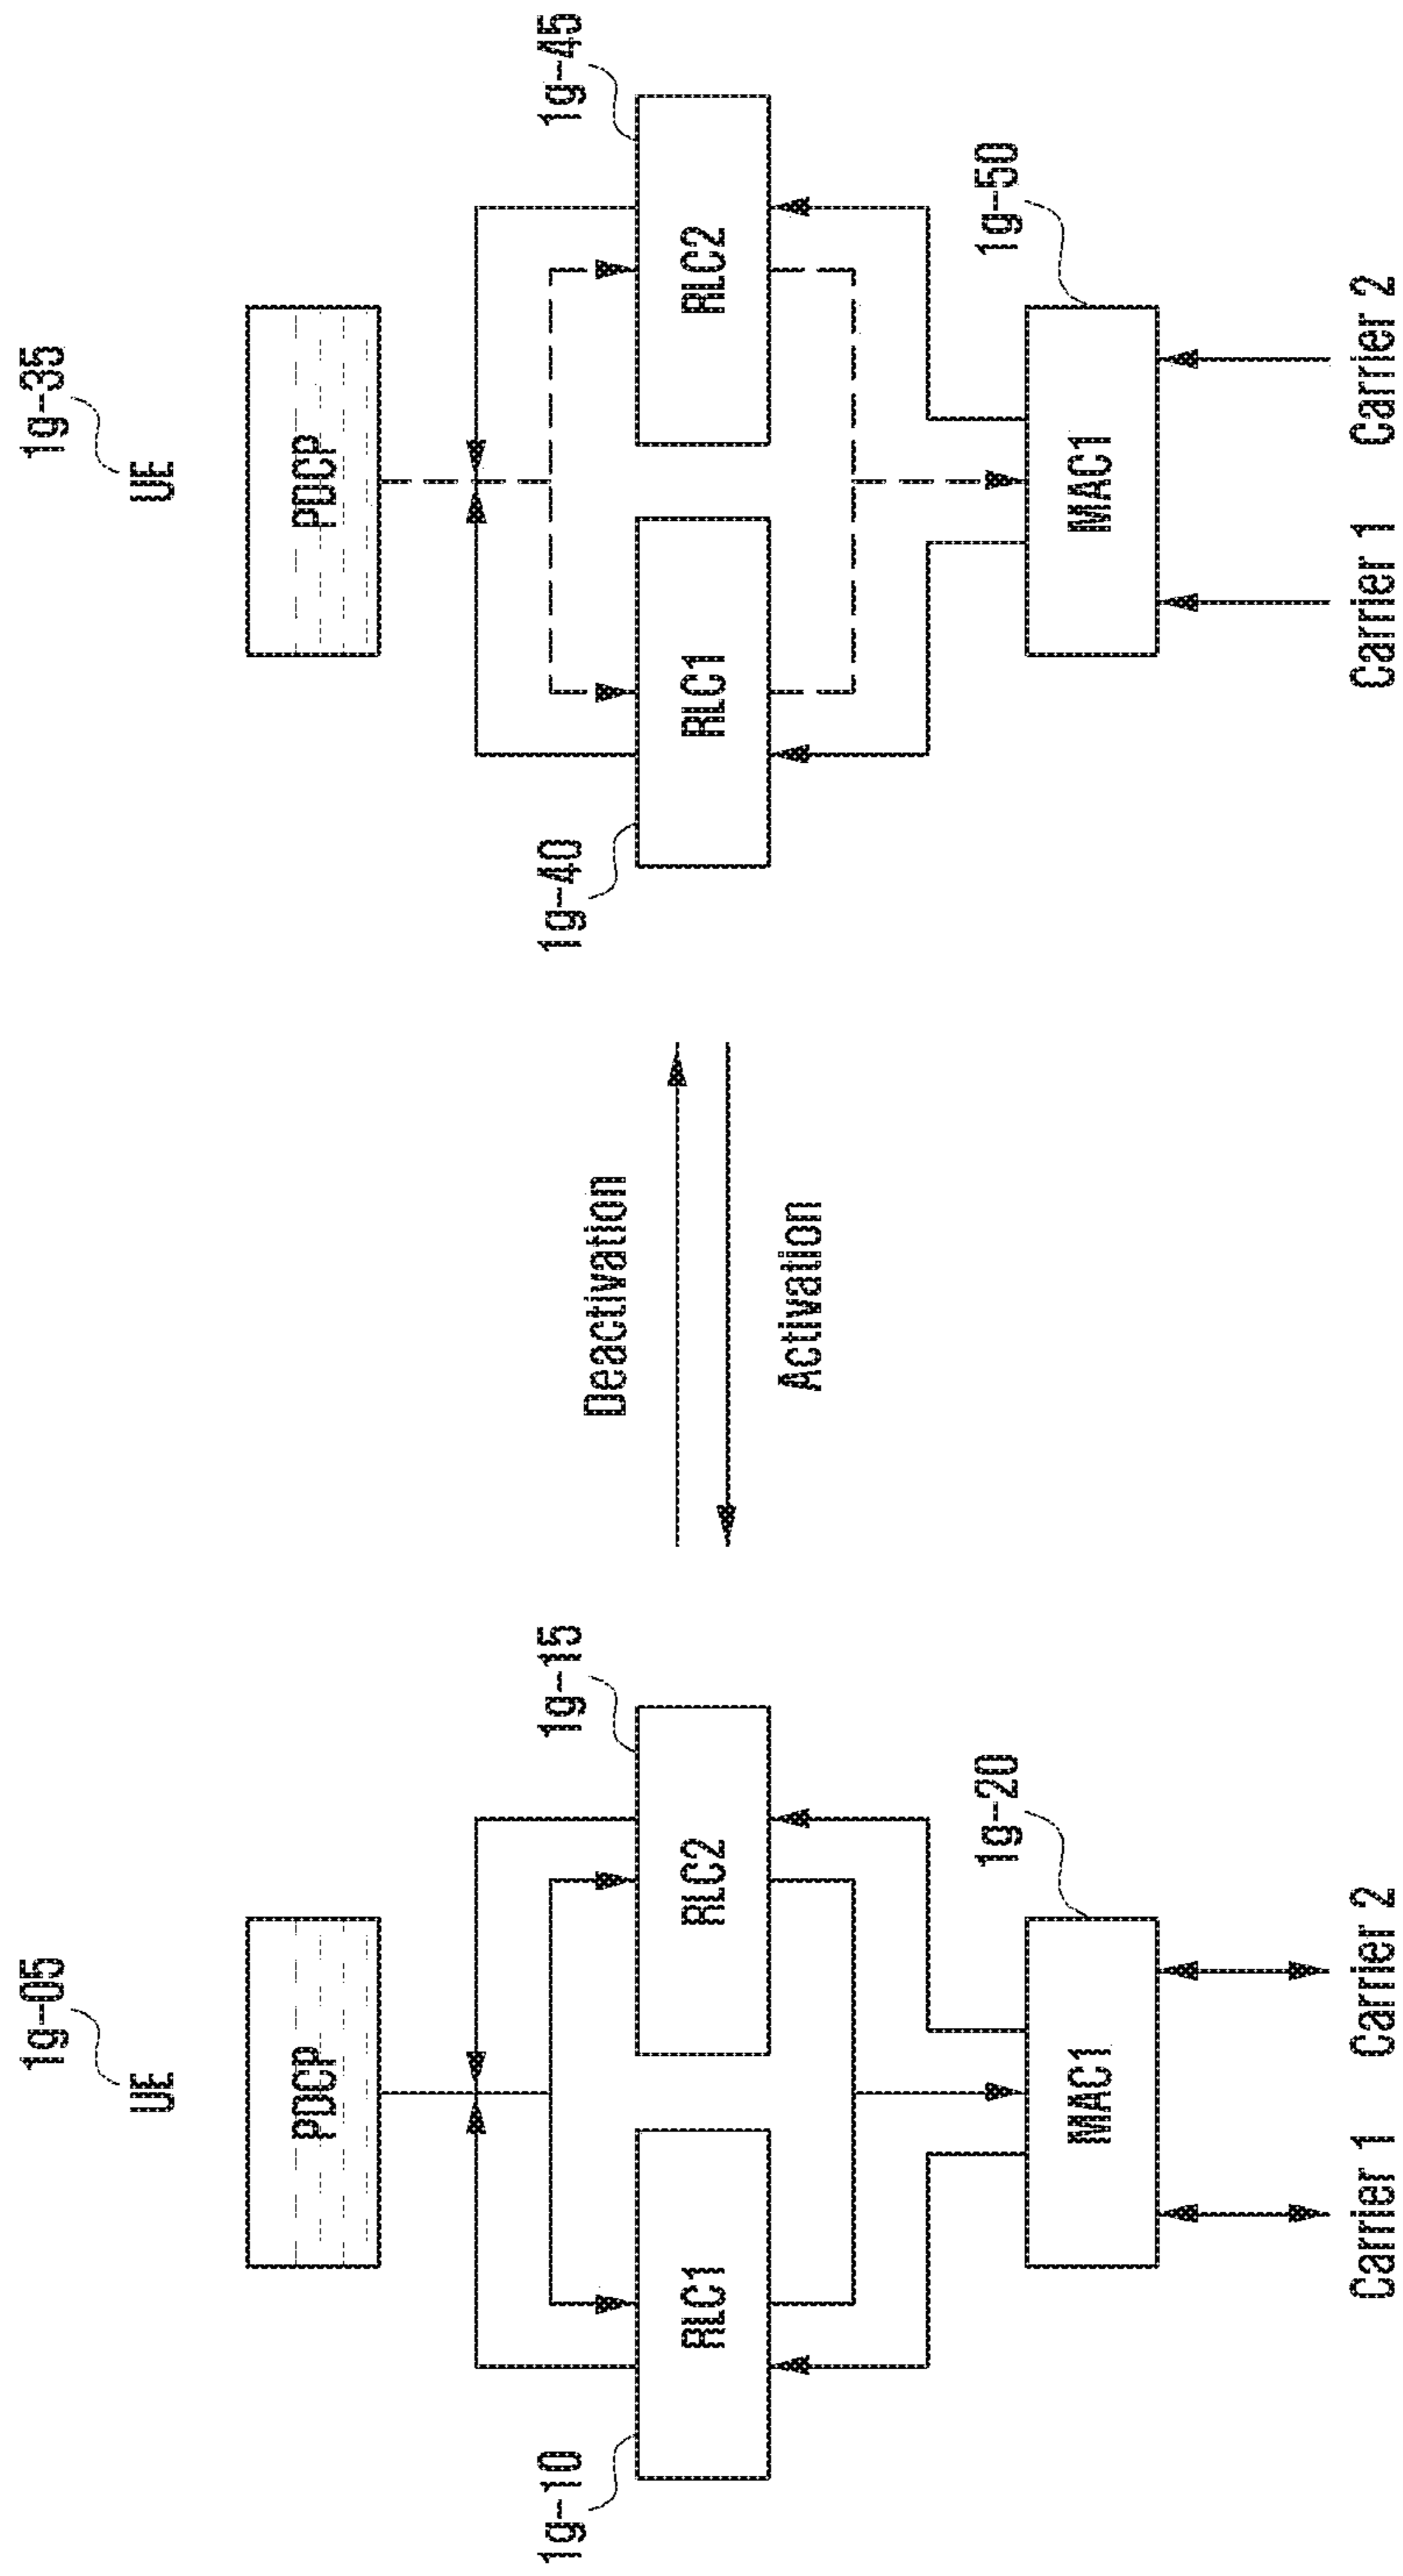 1g-05
UE
PDCP
1g-10
RLC1
RLC2
1g-15
MAC1
1g-20
Carrier 1
Carrier 2
Deactivation
Activation
1g-35
UE
PDCP
1g-40
RLC1
RLC2
1g-45
MAC1
1g-50
Carrier 1
Carrier 2